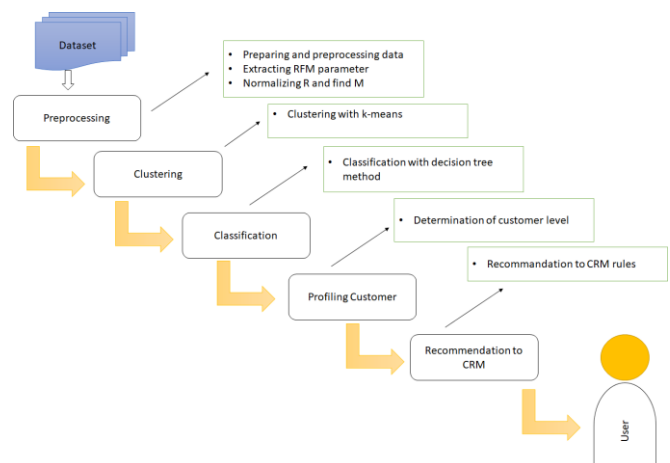 Dataset
• Preparing and preprocessing data
• Extracting RFM parameter
• Normalizing R and find M
Preprocessing
• Clustering with k-means
Clustering
• Classification with decision tree
method
Classification
• Determination of customer level
Profiling Customer
• Recommandation to CRM rules
Recommendation to
CRM
User